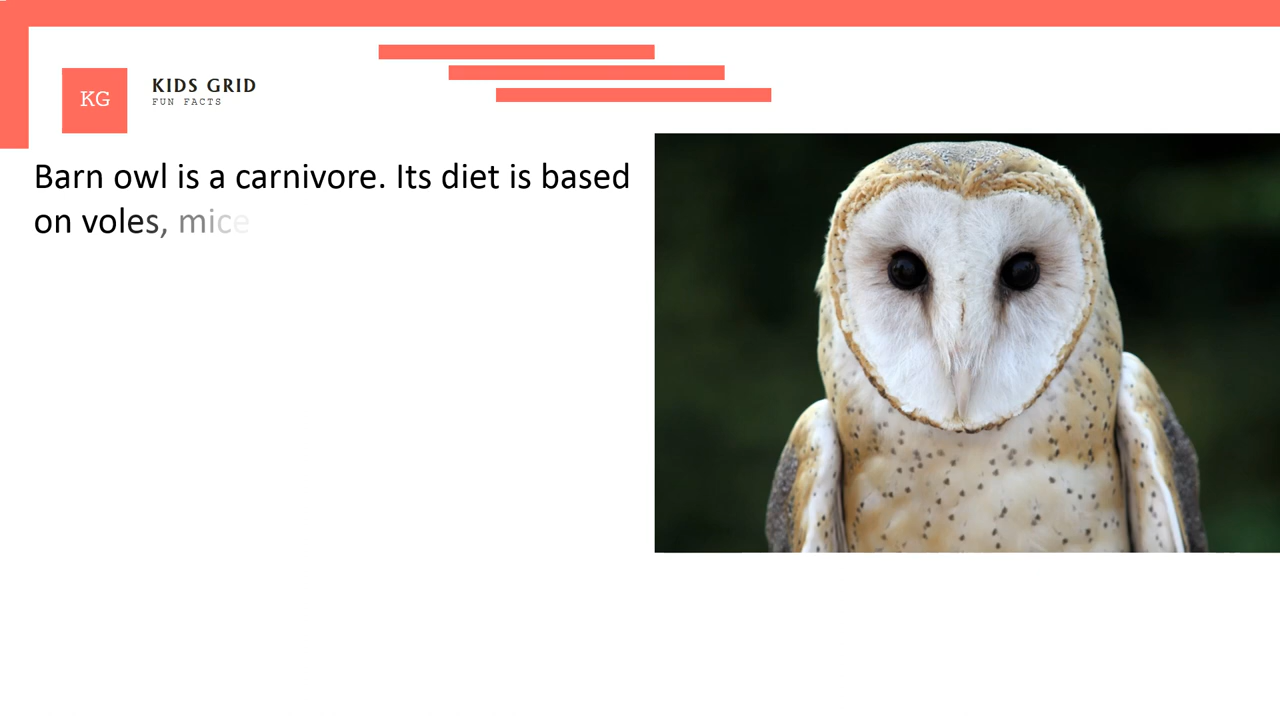 KG
KIDS GRID
FUN FACTS
Barn owl is a carnivore. Its diet is based
on voles, mice